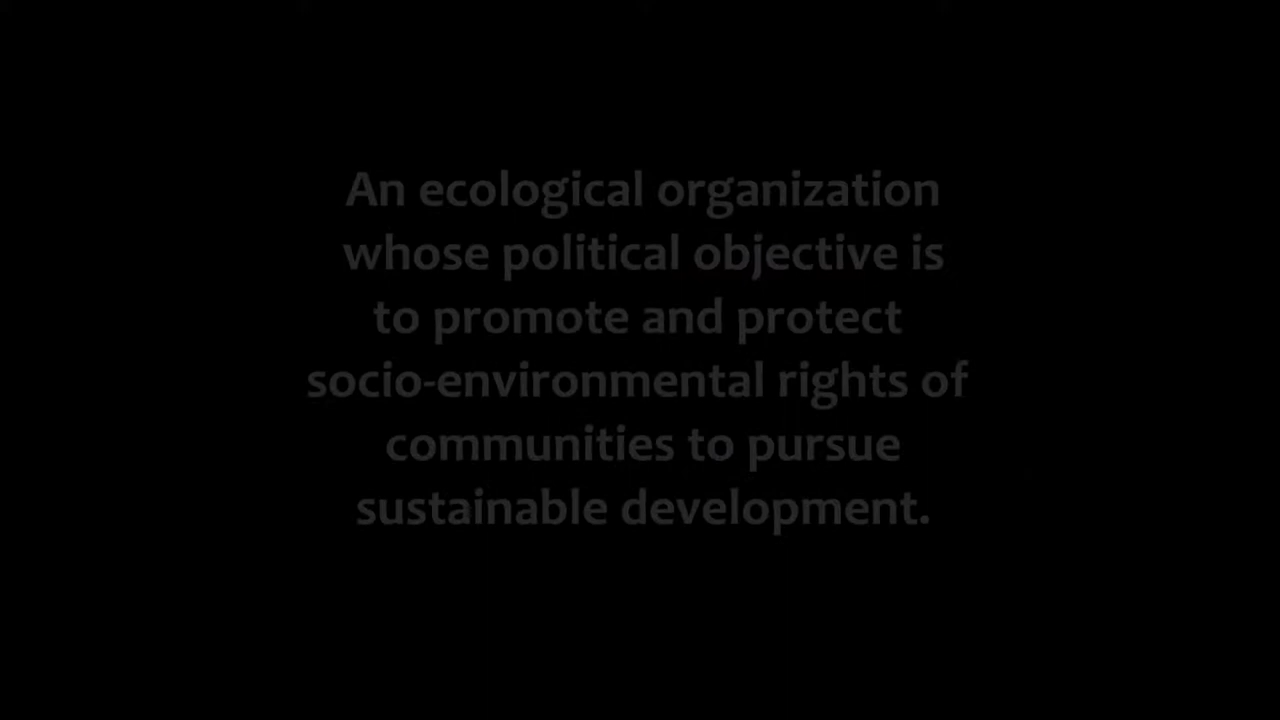 An ecological organization
whose political objective is
to promote and protect
socio-environmental rights of
communities to pursue
sustainable development.